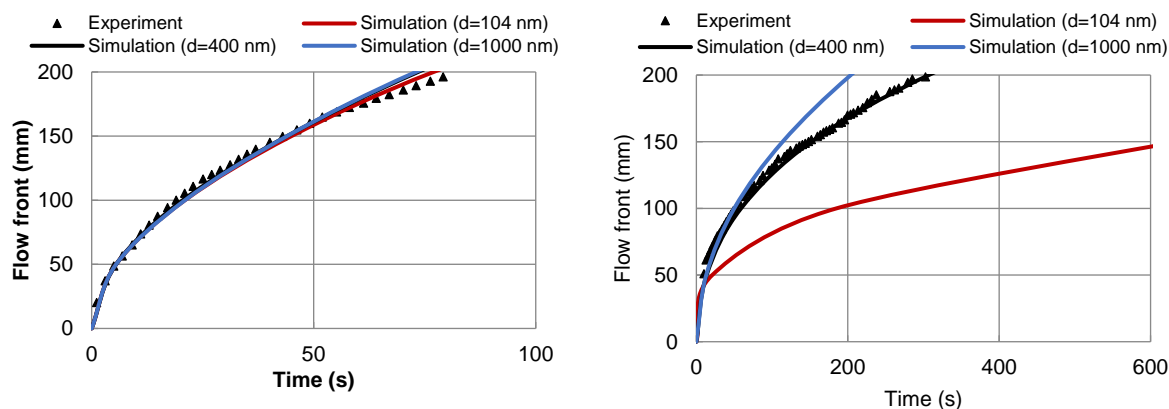 Experiment Simulation (d=104 nm)
Simulation (d=400 nm) Simulation (d=1000 nm)
200
150
100
50
0
Flow front (mm)
0 50 100
Time (s)
Experiment Simulation (d=104 nm)
Simulation (d=400 nm) Simulation (d=1000 nm)
200
150
100
50
0
Flow front (mm)
0 200 400 600
Time (s)